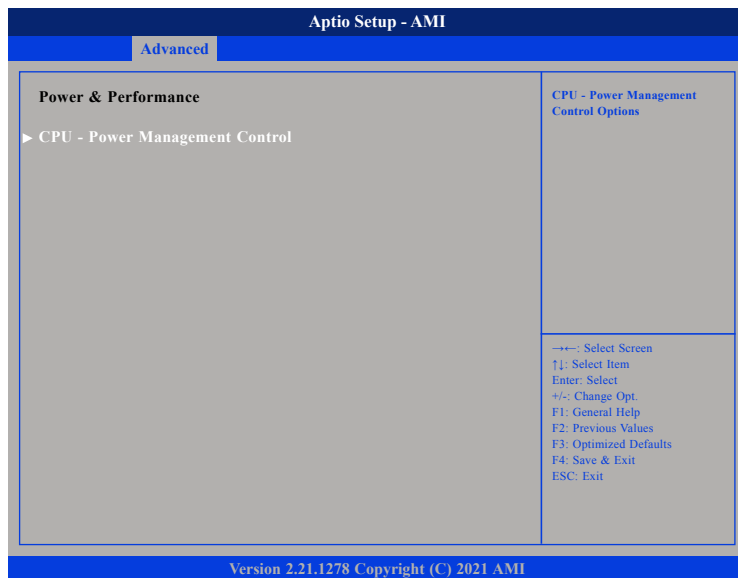 Aptio Setup - AMI
Advanced
Power & Performance
▶ CPU - Power Management Control
CPU - Power Management
Control Options
→←: Select Screen
↑↓: Select Item
Enter: Select
+/-: Change Opt.
F1: General Help
F2: Previous Values
F3: Optimized Defaults
F4: Save & Exit
ESC: Exit
Version 2.21.1278 Copyright (C) 2021 AMI